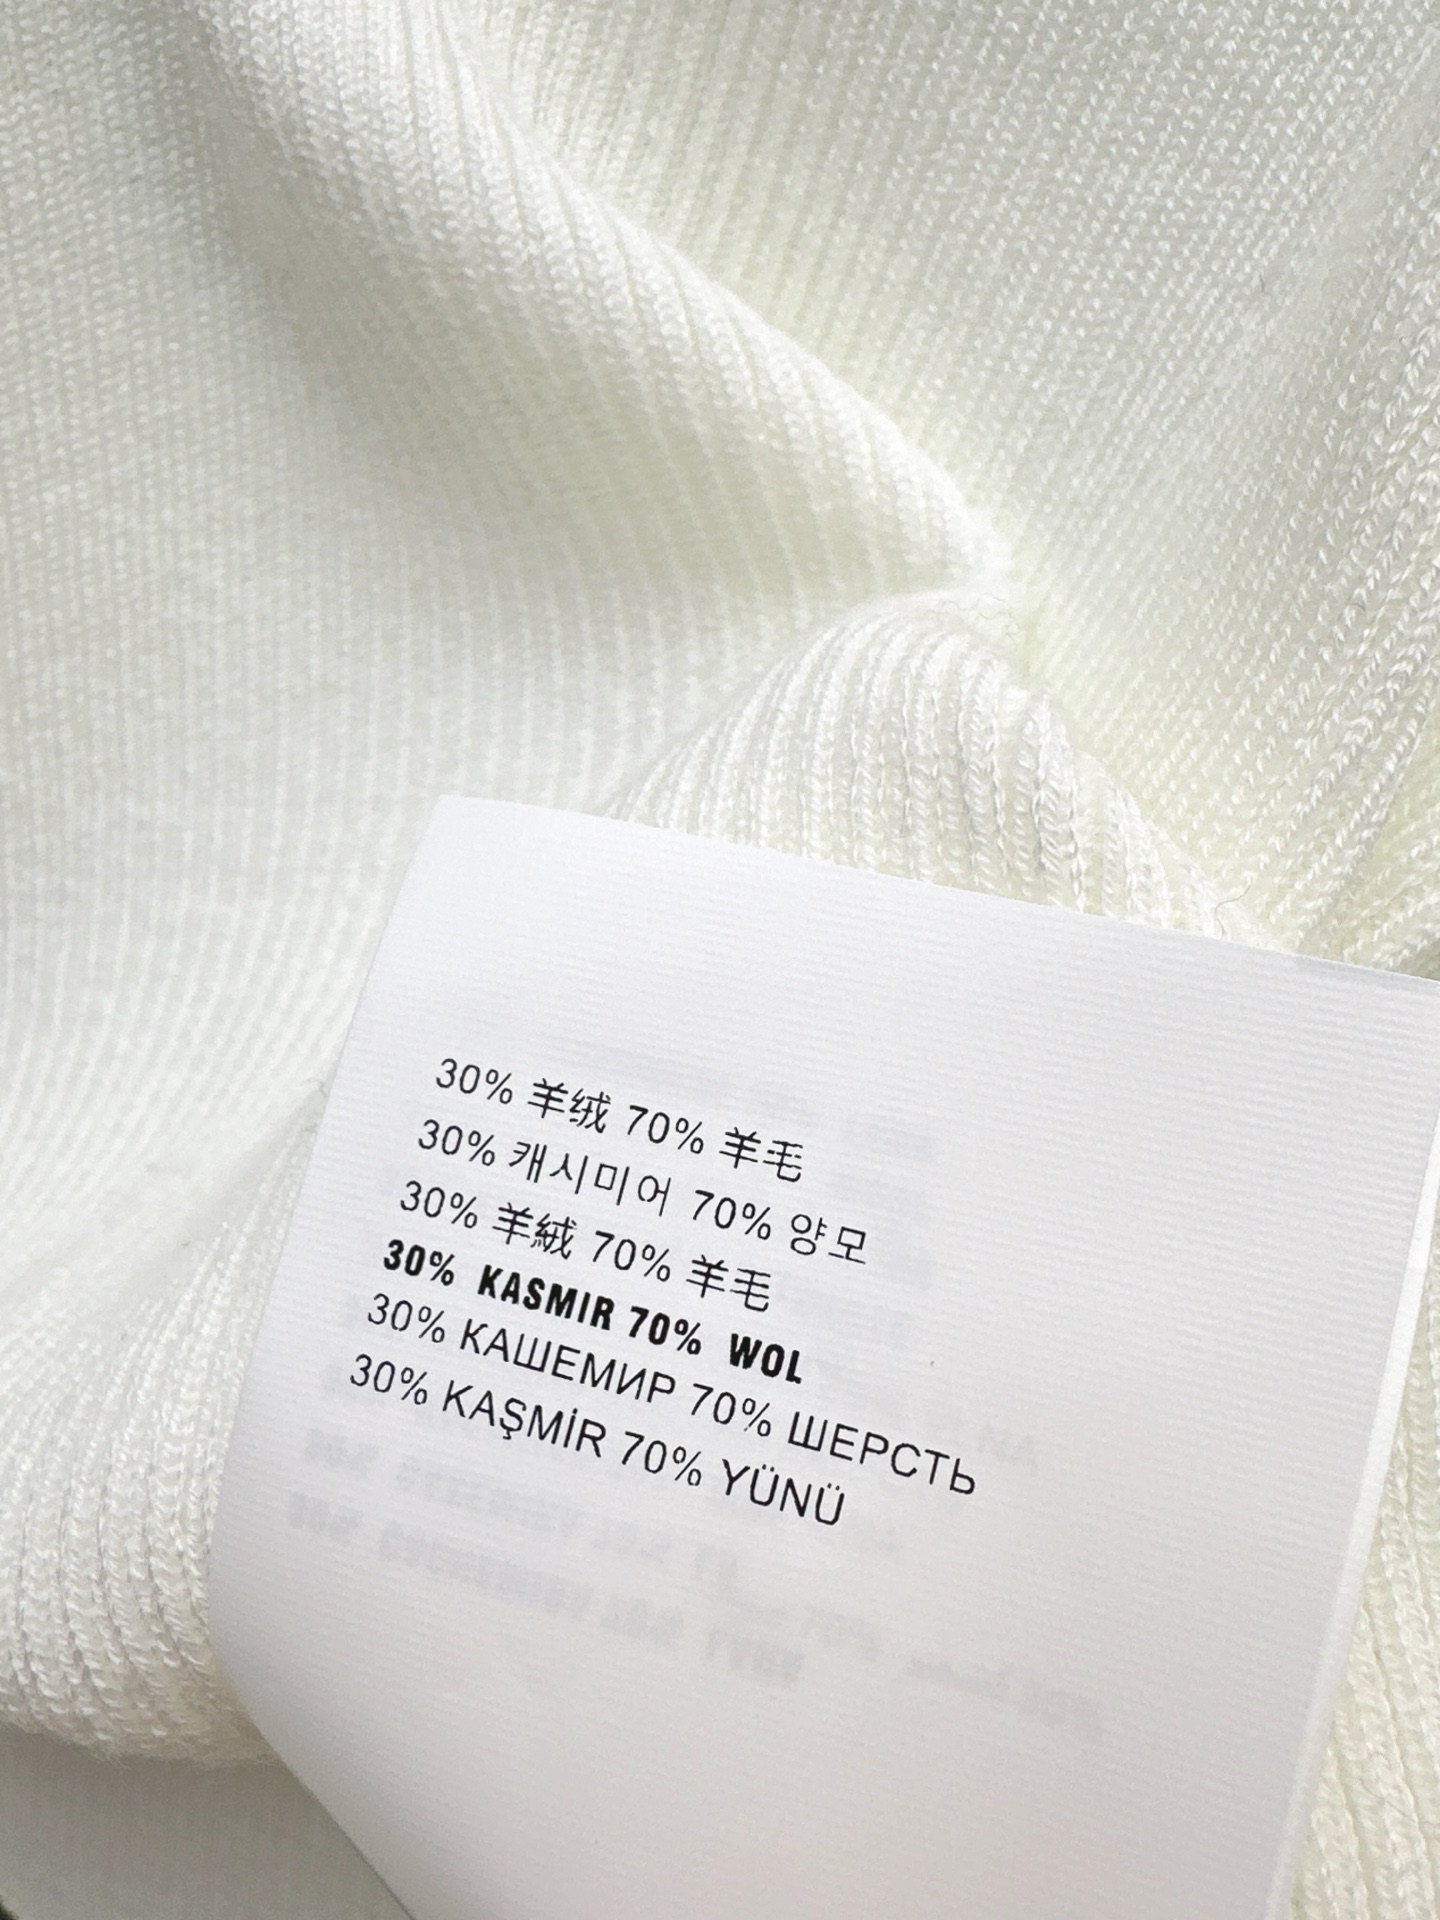 30% 羊绒 70% 羊毛
30% 캐시미어 70% 양모
30% 羊絨 70% 羊毛
30% KASMIR 70% WOL
30% КАШЕМИР 70% ШЕРСТЬ
30% KAŞMİR 70% YÜNÜ